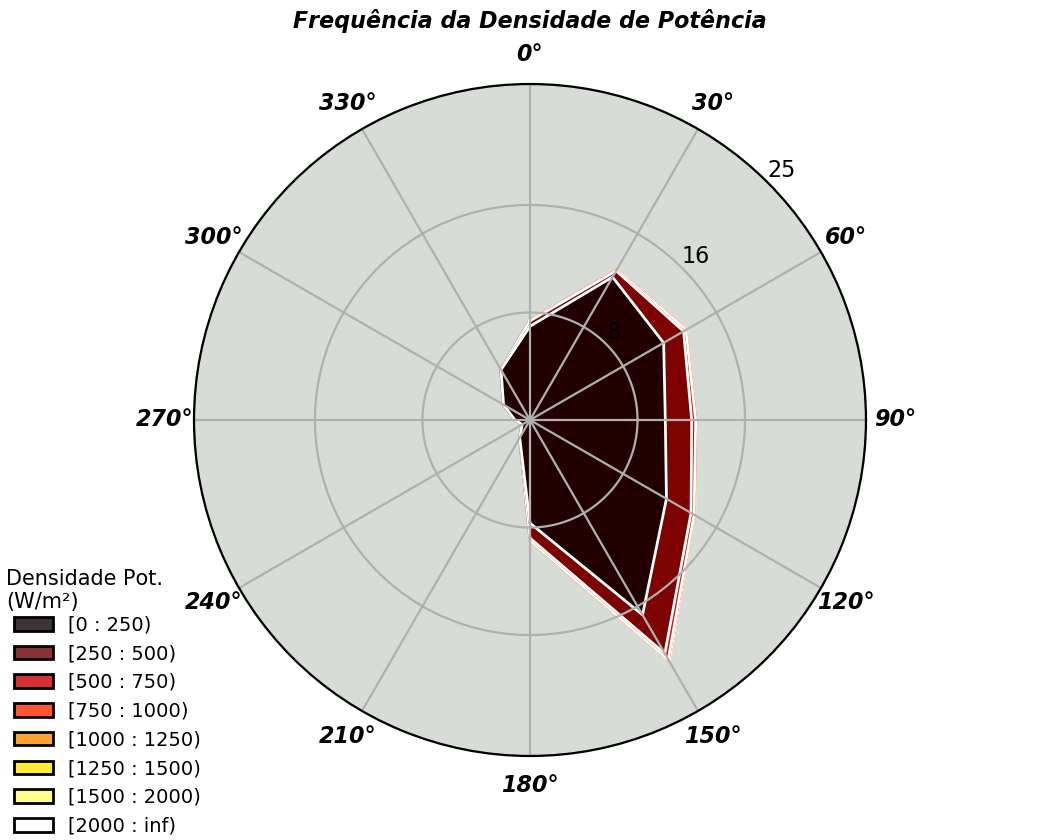 Frequência da Densidade de Potência
0°
330°
30°
25
300°
60°
16
8
270°
90°
Densidade Pot.
(W/m²)
240°
120°
[0 : 250)
[250 : 500)
[500 : 750)
[750 : 1000)
210°
150°
[1000 : 1250)
[1250 : 1500)
180°
[1500 : 2000)
[2000 : inf)